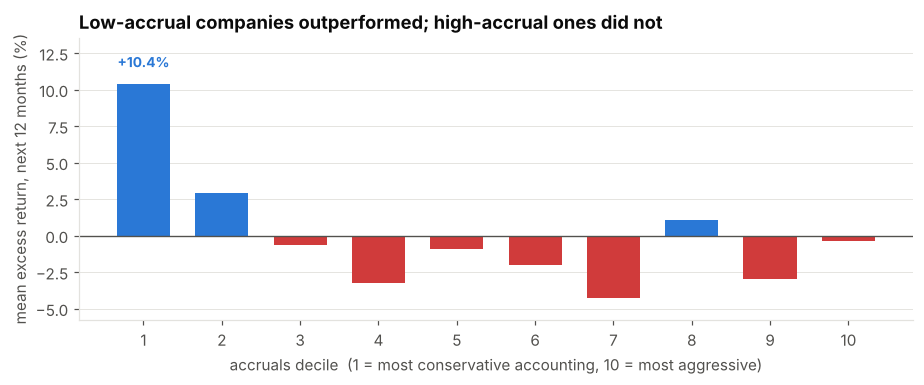 Low-accrual companies outperformed; high-accrual ones did not
mean excess return, next 12 months (%)
12.5
10.0
7.5
5.0
2.5
0.0
−2.5
−5.0
+10.4%
1 2 3 4 5 6 7 8 9 10
accruals decile (1 = most conservative accounting, 10 = most aggressive)